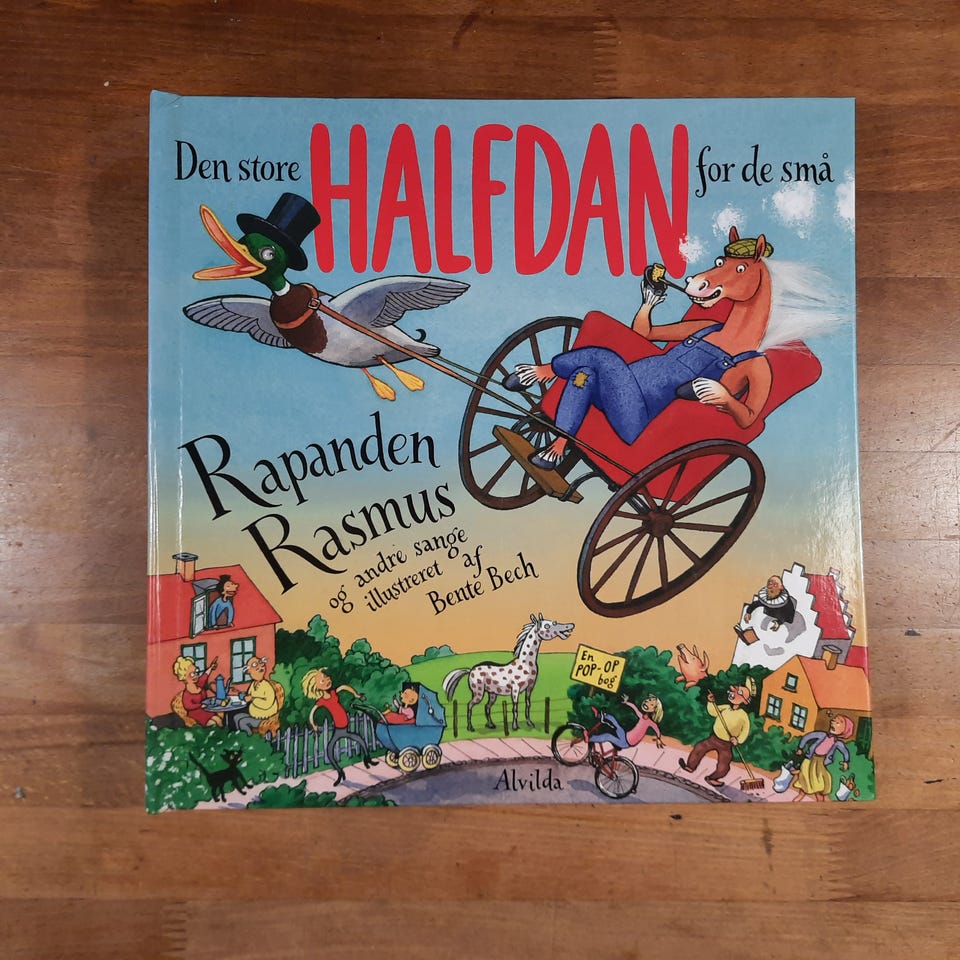 Den store HALFDAN for de små
Rapanden
Rasmus
og andre sange
illustreret af
Bente Bech
En
POP-OP
bog
Alvilda